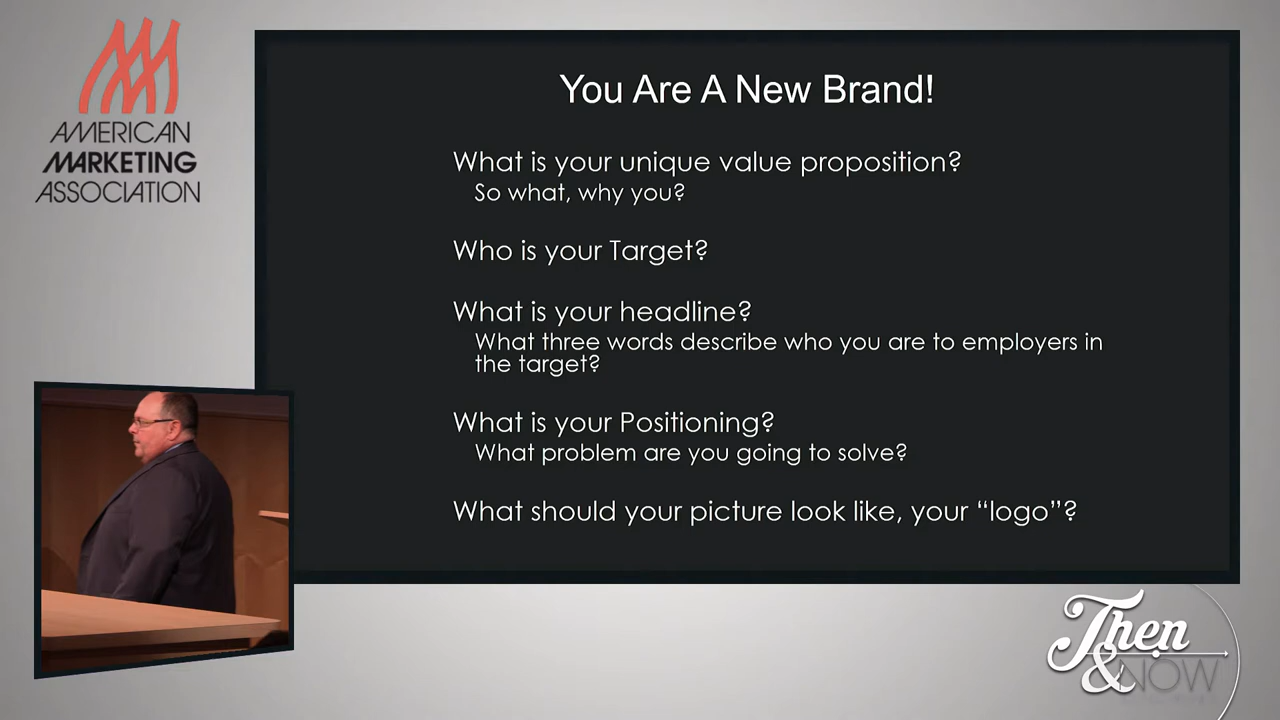 AMERICAN
MARKETING
ASSOCIATION
You Are A New Brand!
What is your unique value proposition?
So what, why you?
Who is your Target?
What is your headline?
What three words describe who you are to employers in
the target?
What is your Positioning?
What problem are you going to solve?
What should your picture look like, your “logo”?
Then
& NOW